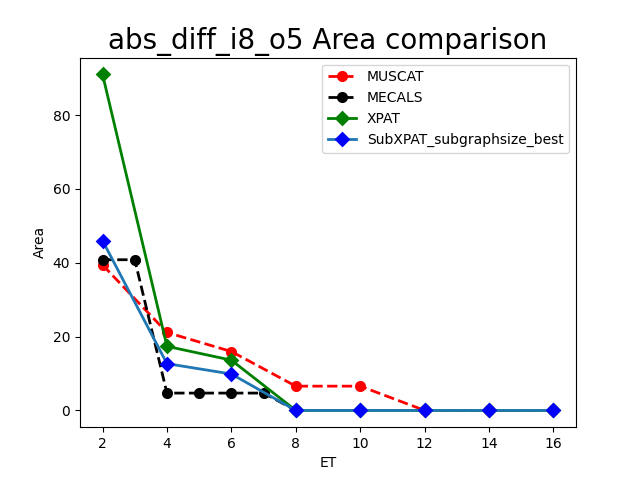 abs_diff_i8_o5 Area comparison
MUSCAT
MECALS
XPAT
SubXPAT_subgraphsize_best
80
60
40
20
0
Area
2 4 6 8 10 12 14 16
ET